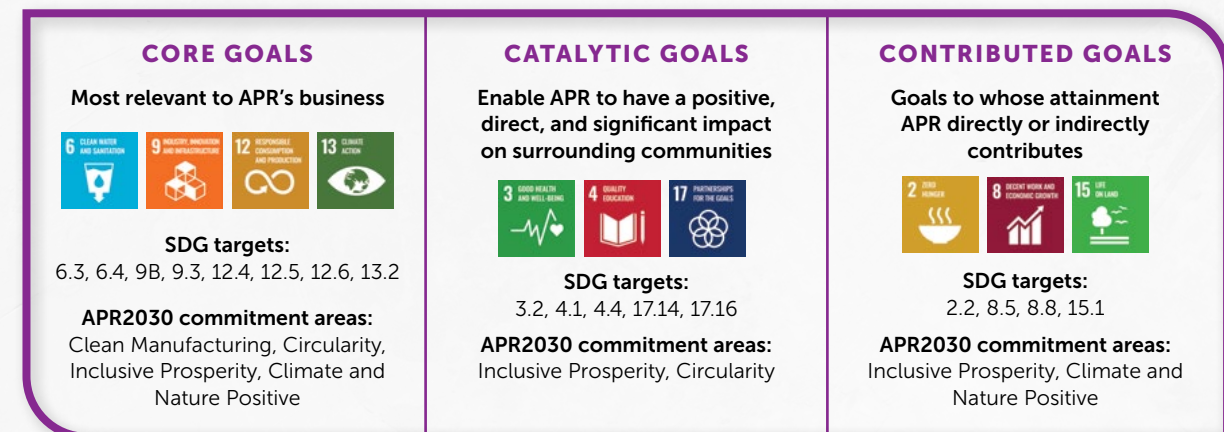 CORE GOALS
Most relevant to APR's business
6 CLEAN WATER
AND SANITATION
9 INDUSTRY, INNOVATION
AND INFRASTRUCTURE
12 RESPONSIBLE
CONSUMPTION
AND PRODUCTION
13 CLIMATE
ACTION
SDG targets:
6.3, 6.4, 9B, 9.3, 12.4, 12.5, 12.6, 13.2
APR2030 commitment areas:
Clean Manufacturing, Circularity,
Inclusive Prosperity, Climate and
Nature Positive
CATALYTIC GOALS
Enable APR to have a positive,
direct, and significant impact
on surrounding communities
3 GOOD HEALTH
AND WELL-BEING
4 QUALITY
EDUCATION
17 PARTNERSHIPS
FOR THE GOALS
SDG targets:
3.2, 4.1, 4.4, 17.14, 17.16
APR2030 commitment areas:
Inclusive Prosperity, Circularity
CONTRIBUTED GOALS
Goals to whose attainment
APR directly or indirectly
contributes
2 ZERO
HUNGER
8 DECENT WORK AND
ECONOMIC GROWTH
15 LIFE
ON LAND
SDG targets:
2.2, 8.5, 8.8, 15.1
APR2030 commitment areas:
Inclusive Prosperity, Climate and
Nature Positive